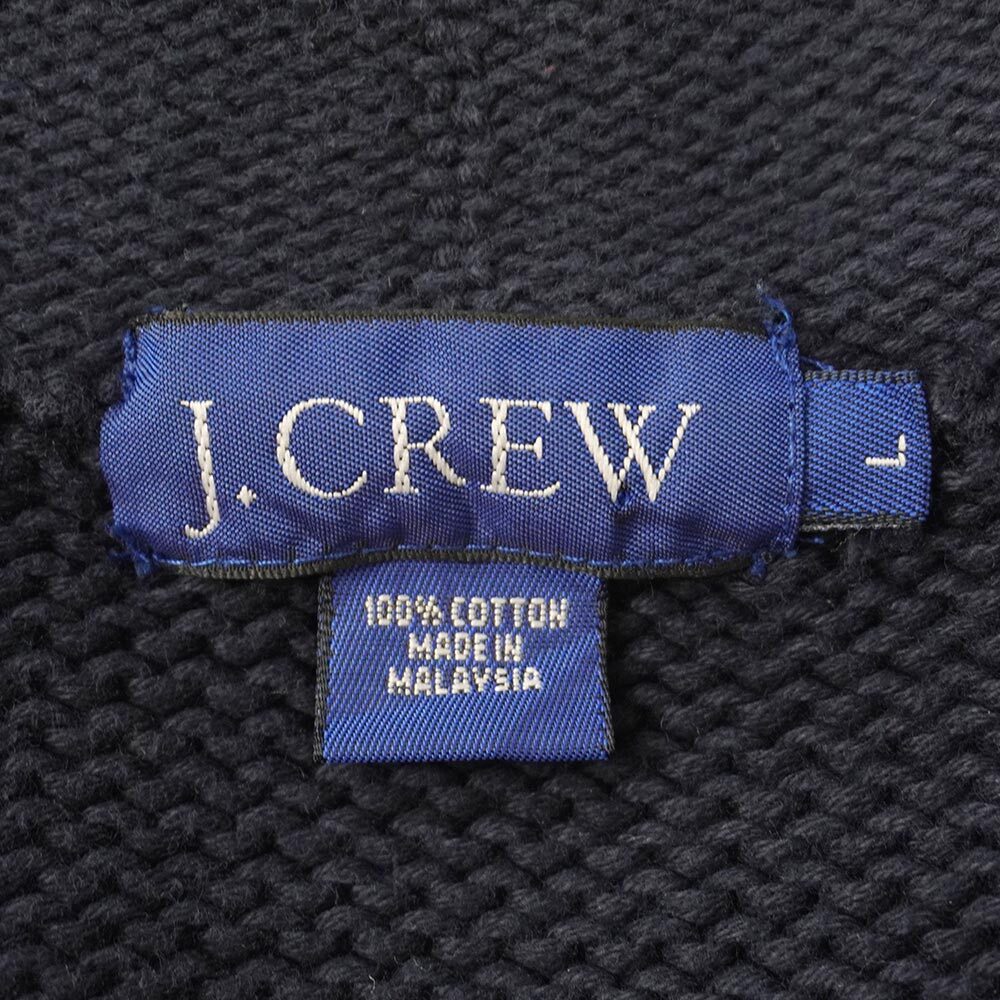 J.CREW
L
100% COTTON
MADE IN
MALAYSIA